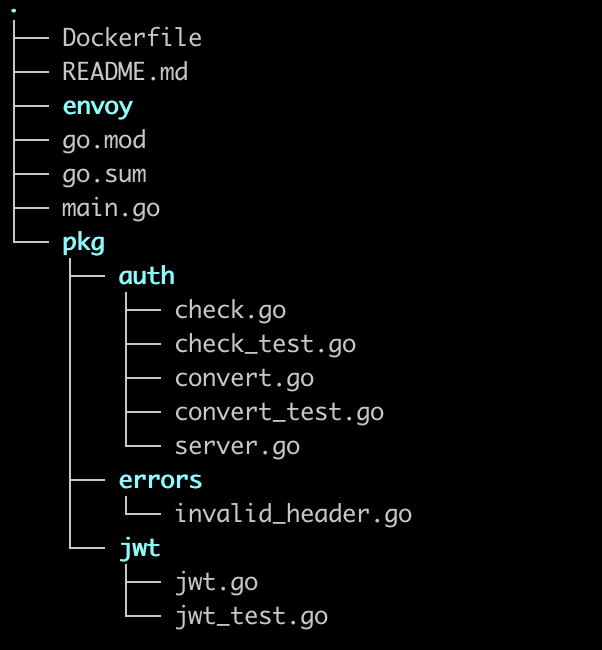 .
├── Dockerfile
├── README.md
├── envoy
├── go.mod
├── go.sum
├── main.go
└── pkg
    ├── auth
    │   ├── check.go
    │   ├── check_test.go
    │   ├── convert.go
    │   ├── convert_test.go
    │   └── server.go
    ├── errors
    │   └── invalid_header.go
    └── jwt
        ├── jwt.go
        └── jwt_test.go